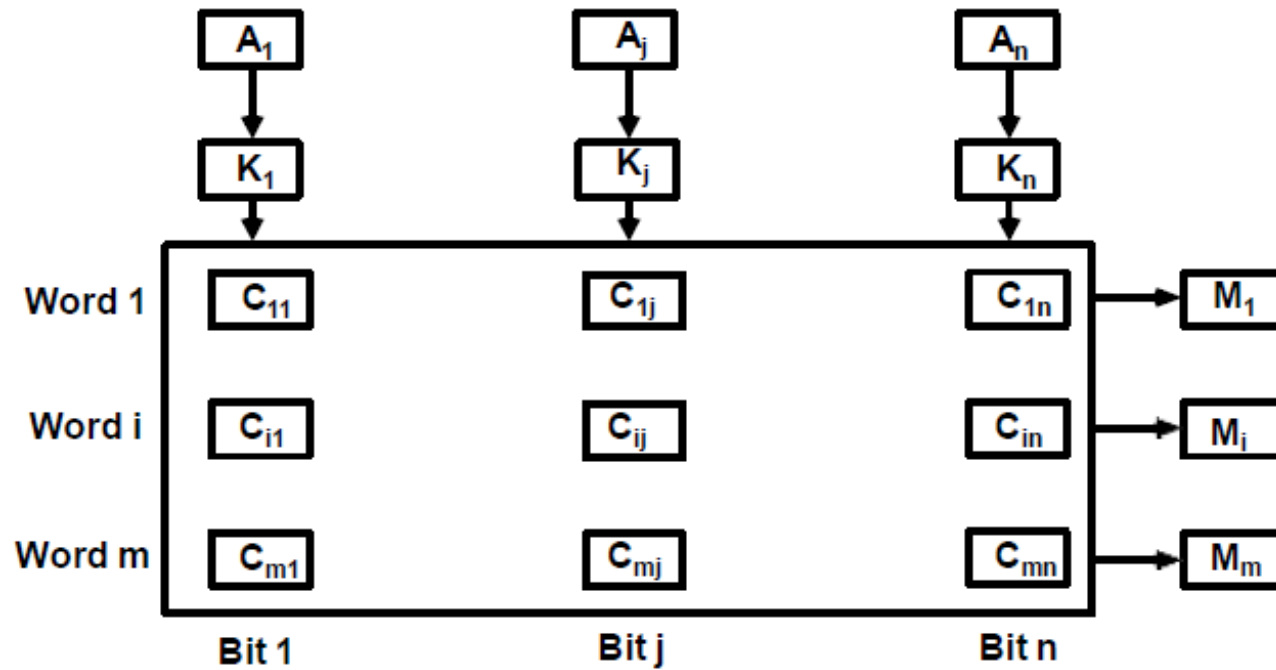 A₁ Aⱼ Aₙ
K₁ Kⱼ Kₙ
Word 1 C₁₁ C₁ⱼ C₁ₙ M₁
Word i Cᵢ₁ Cᵢⱼ Cᵢₙ Mᵢ
Word m Cₘ₁ Cₘⱼ Cₘₙ Mₘ
Bit 1 Bit j Bit n